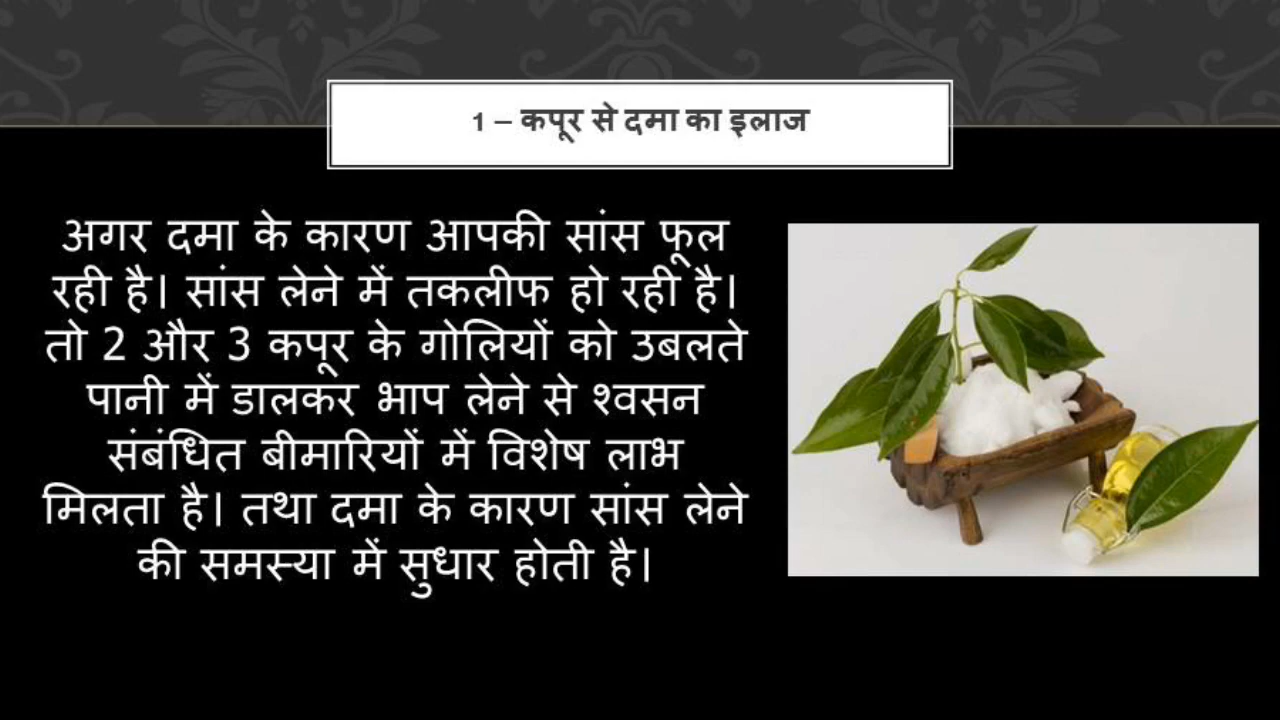 1 – कपूर से दमा का इलाज
अगर दमा के कारण आपकी सांस फूल
रही है। सांस लेने में तकलीफ हो रही है।
तो 2 और 3 कपूर के गोलियों को उबलते
पानी में डालकर भाप लेने से श्वसन
संबंधित बीमारियों में विशेष लाभ
मिलता है। तथा दमा के कारण सांस लेने
की समस्या में सुधार होती है।